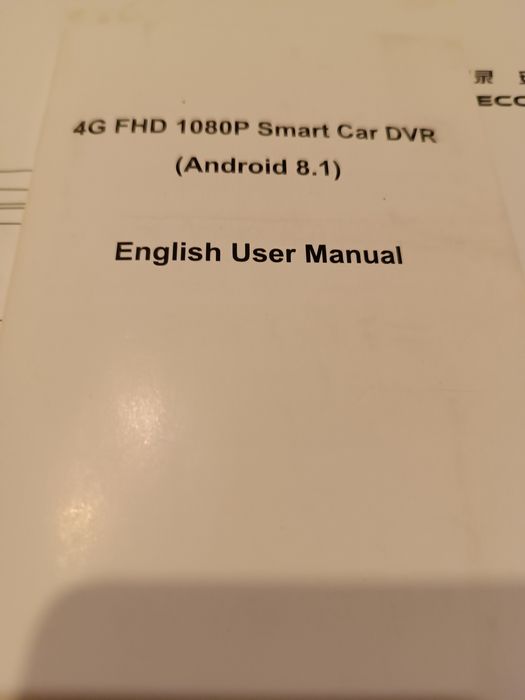 4G FHD 1080P Smart Car DVR
(Android 8.1)
English User Manual